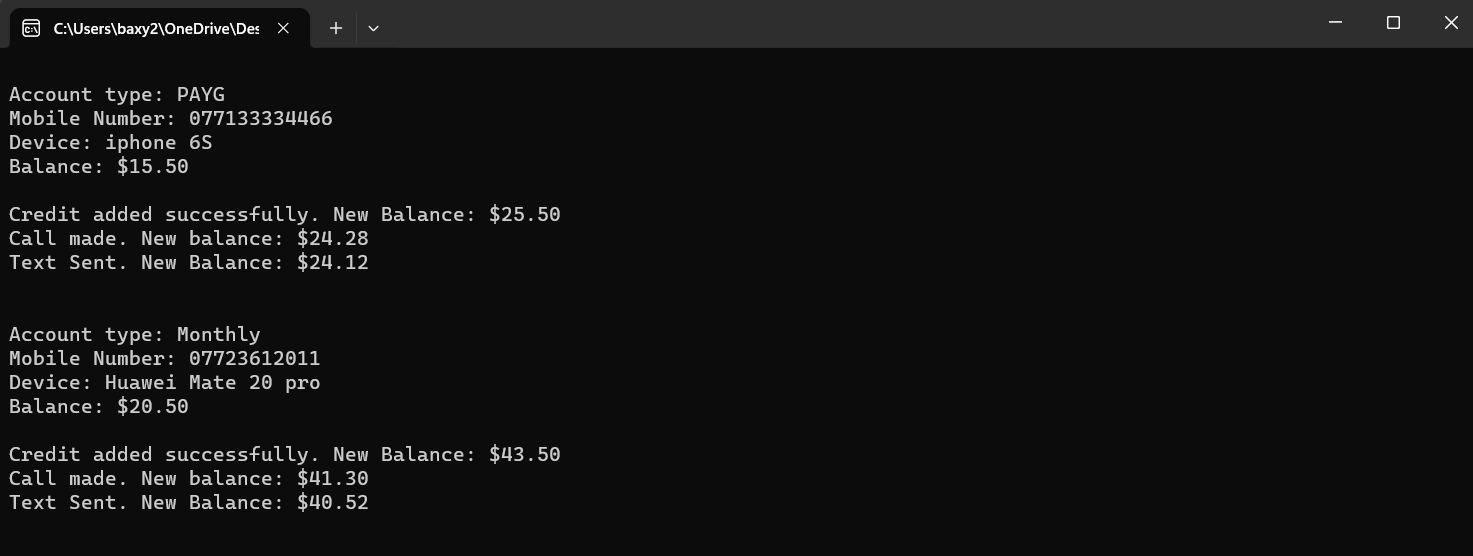 C:\Users\baxy2\OneDrive\Des
Account type: PAYG
Mobile Number: 077133334466
Device: iphone 6S
Balance: $15.50
Credit added successfully. New Balance: $25.50
Call made. New balance: $24.28
Text Sent. New Balance: $24.12
Account type: Monthly
Mobile Number: 07723612011
Device: Huawei Mate 20 pro
Balance: $20.50
Credit added successfully. New Balance: $43.50
Call made. New balance: $41.30
Text Sent. New Balance: $40.52